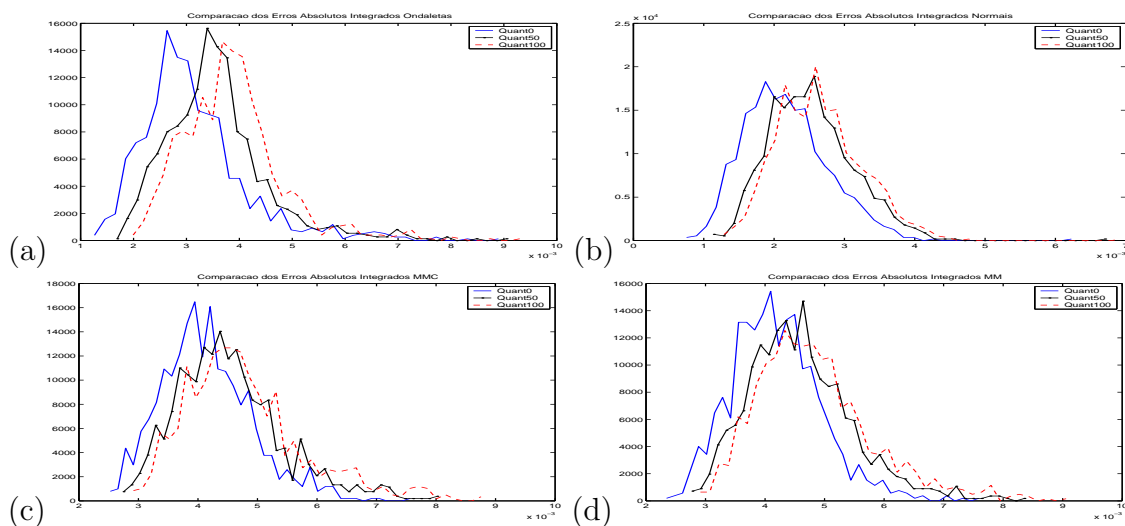 Comparacao dos Erros Absolutos Integrados Ondaletas
16000
14000
12000
10000
8000
6000
4000
2000
0
1 2 3 4 5 6 7 8 9 10
x 10⁻³
Quant0
Quant50
Quant100
(a)
Comparacao dos Erros Absolutos Integrados Normais
x 10⁴
2.5
2
1.5
1
0.5
0
0 1 2 3 4 5 6 7
x 10⁻³
Quant0
Quant50
Quant100
(b)
Comparacao dos Erros Absolutos Integrados MMC
18000
16000
14000
12000
10000
8000
6000
4000
2000
0
2 3 4 5 6 7 8 9 10
x 10⁻³
Quant0
Quant50
Quant100
(c)
Comparacao dos Erros Absolutos Integrados MM
16000
14000
12000
10000
8000
6000
4000
2000
0
2 3 4 5 6 7 8 9 10
x 10⁻³
Quant0
Quant50
Quant100
(d)